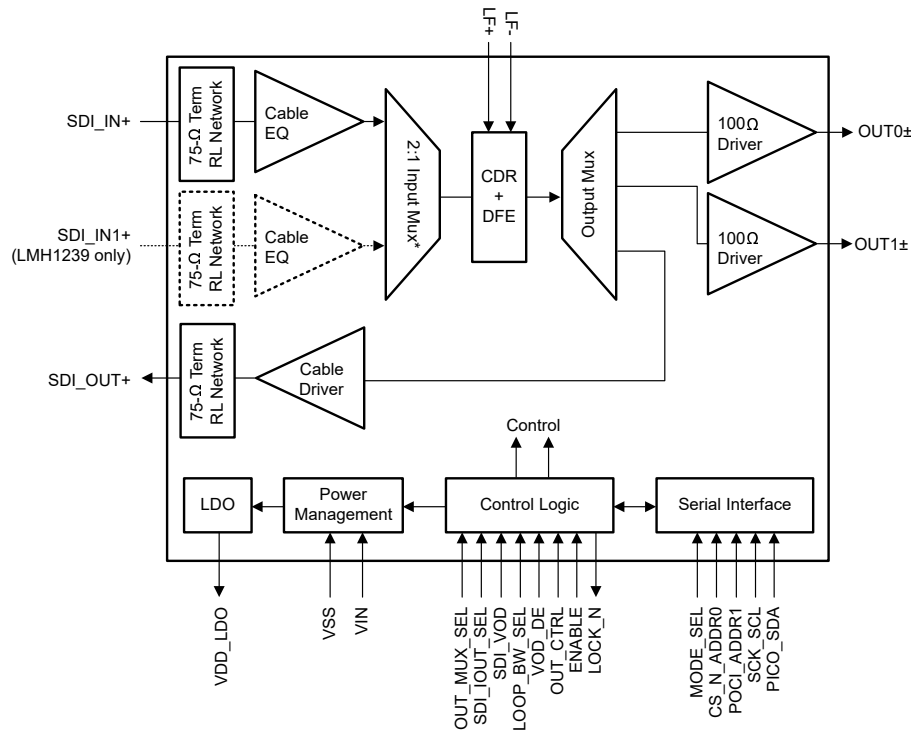 LF+
LF-
SDI_IN+
75-Ω Term
RL Network
Cable
EQ
2:1 Input Mux*
CDR
+
DFE
Output Mux
100Ω
Driver
OUT0±
SDI_IN1+
(LMH1239 only)
75-Ω Term
RL Network
Cable
EQ
100Ω
Driver
OUT1±
SDI_OUT+
75-Ω Term
RL Network
Cable
Driver
Control
LDO
Power
Management
Control Logic
Serial Interface
VDD_LDO
VSS
VIN
OUT_MUX_SEL
SDI_IOUT_SEL
SDI_VOD
LOOP_BW_SEL
VOD_DE
OUT_CTRL
ENABLE
LOCK_N
MODE_SEL
CS_N_ADDR0
POCI_ADDR1
SCK_SCL
PICO_SDA